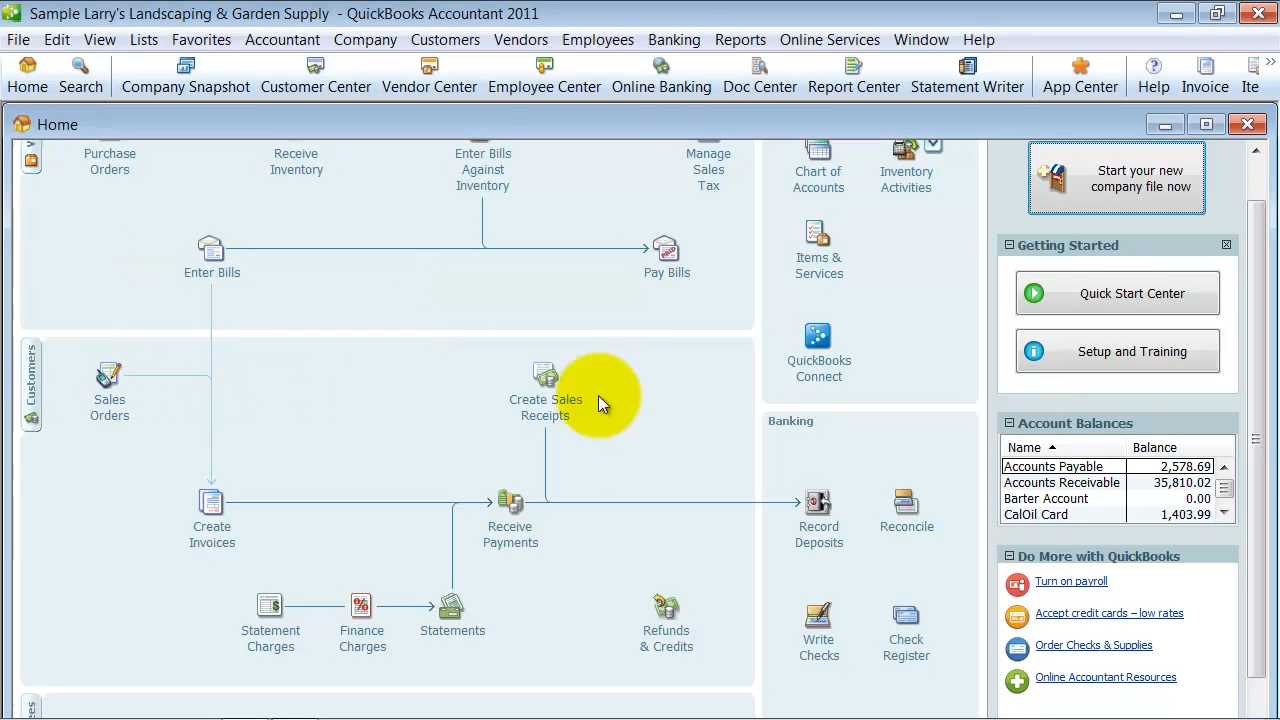 Sample Larry's Landscaping & Garden Supply - QuickBooks Accountant 2011
File Edit View Lists Favorites Accountant Company Customers Vendors Employees Banking Reports Online Services Window Help
Home Search Company Snapshot Customer Center Vendor Center Employee Center Online Banking Doc Center Report Center Statement Writer App Center Help Invoice Ite
Home
Purchase
Orders
Receive
Inventory
Enter Bills
Against
Inventory
Manage
Sales
Tax
Enter Bills
Pay Bills
Customers
Sales
Orders
Create Sales
Receipts
Create
Invoices
Receive
Payments
Statement
Charges
Finance
Charges
Statements
Refunds
& Credits
Chart of
Accounts
Inventory
Activities
Items &
Services
QuickBooks
Connect
Banking
Record
Deposits
Reconcile
Write
Checks
Check
Register
Start your new
company file now
Getting Started
Quick Start Center
Setup and Training
Account Balances
Name Balance
Accounts Payable 2,578.69
Accounts Receivable 35,810.02
Barter Account 0.00
CalOil Card 1,403.99
Do More with QuickBooks
Turn on payroll
Accept credit cards – low rates
Order Checks & Supplies
Online Accountant Resources